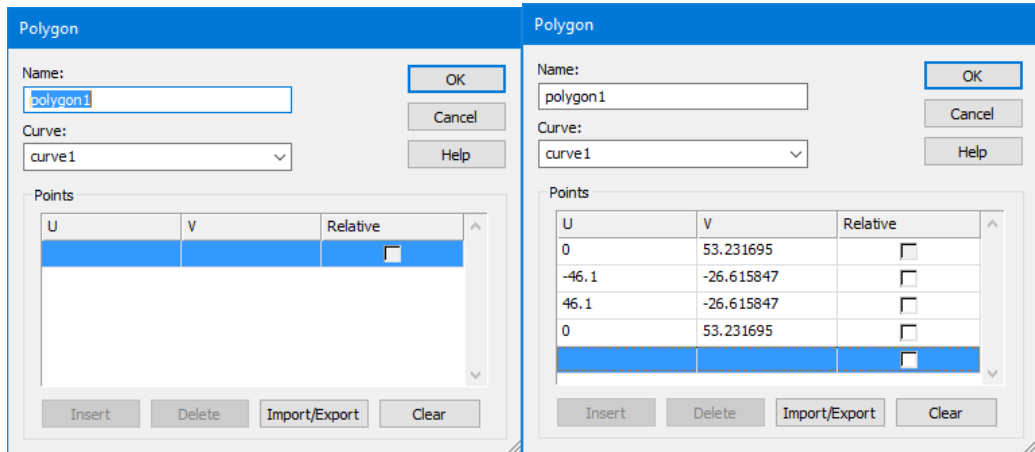 Polygon
Name:
polygon1
OK
Cancel
Curve:
curve1
Help
Points
U V Relative
Insert Delete Import/Export Clear
Polygon
Name:
polygon1
OK
Cancel
Curve:
curve1
Help
Points
U V Relative
0 53.231695
-46.1 -26.615847
46.1 -26.615847
0 53.231695
Insert Delete Import/Export Clear